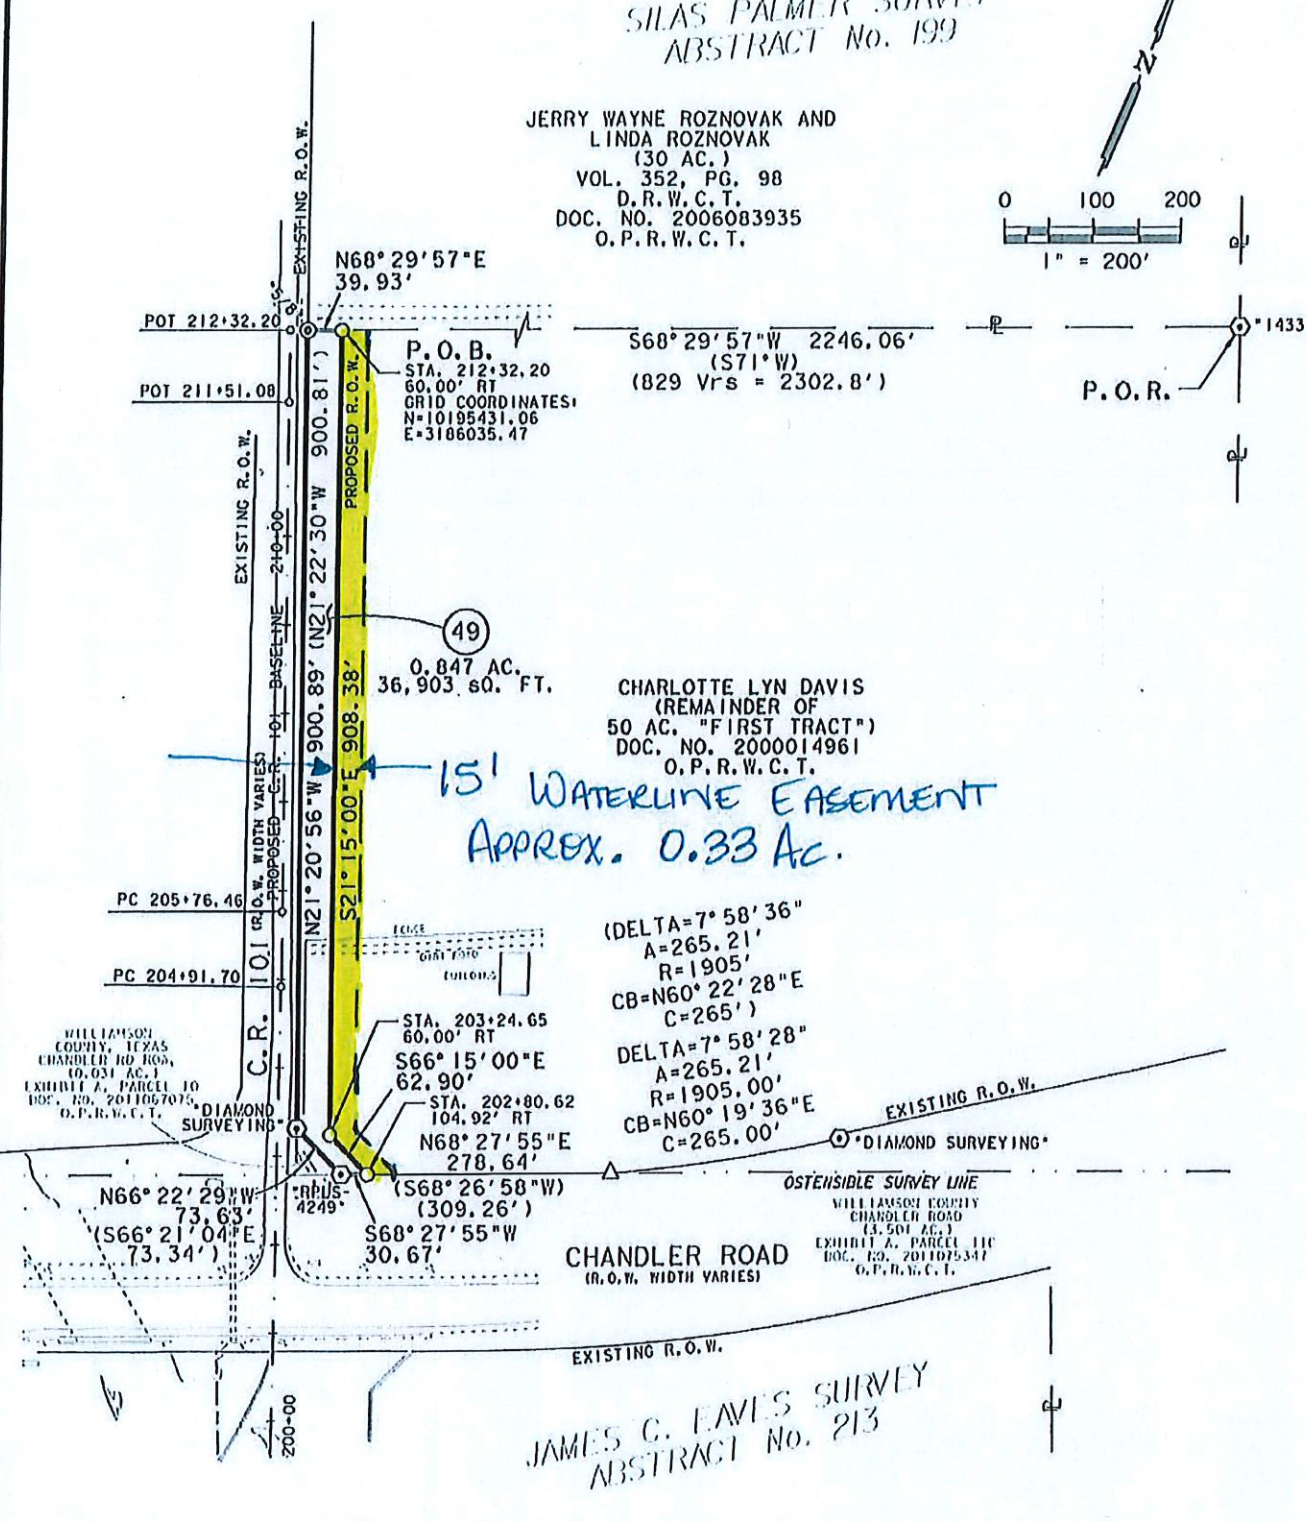 SILAS PALMER SURVEY
ABSTRACT No. 199
N
JERRY WAYNE ROZNOVAK AND
LINDA ROZNOVAK
(30 AC.)
VOL. 352, PG. 98
D.R.W.C.T.
DOC. NO. 2006083935
O.P.R.W.C.T.
0 100 200
1" = 200'
EXISTING R.O.W.
N68°29'57"E
39.93'
POT 212+32.20
POT 211+51.08
P.O.B.
STA. 212+32.20
60.00' RT
GRID COORDINATES:
N=10195431.06
E=3186035.47
S68°29'57"W 2246.06'
(S71°W)
(829 Vrs = 2302.8')
"1433
P.O.R.
EXISTING R.O.W.
PROPOSED R.O.W.
N21°20'56"W 900.89' (N21°22'30"W 900.81')
S21°15'00"E 908.38'
PROPOSED C.R. 101 BASELINE 210+00
C.R. 101 (R.O.W. WIDTH VARIES)
49
0.847 AC.
36,903 SQ. FT.
CHARLOTTE LYN DAVIS
(REMAINDER OF
50 AC. "FIRST TRACT")
DOC. NO. 2000014961
O.P.R.W.C.T.
15' WATERLINE EASEMENT
APPROX. 0.33 AC.
PC 205+76.46
PC 204+91.70
FENCE
BUILDING
(DELTA=7°58'36"
A=265.21'
R=1905'
CB=N60°22'28"E
C=265')
DELTA=7°58'28"
A=265.21'
R=1905.00'
CB=N60°19'36"E
C=265.00'
STA. 203+24.65
60.00' RT
S66°15'00"E
62.90'
STA. 202+80.62
104.92' RT
N68°27'55"E
278.64'
(S68°26'58"W)
(309.26')
S68°27'55"W
30.67'
WILLIAMSON
COUNTY, TEXAS
CHANDLER RD ROW,
(0.031 AC.)
EXHIBIT A, PARCEL 10
DOC. NO. 2011067075
O.P.R.W.C.T.
"DIAMOND
SURVEYING"
N66°22'29"W
73.63'
(S66°21'04"E
73.34')
"RPLS-
4249"
EXISTING R.O.W.
"DIAMOND SURVEYING"
OSTENSIBLE SURVEY LINE
WILLIAMSON COUNTY
CHANDLER ROAD
(3.501 AC.)
EXHIBIT A, PARCEL 11C
DOC. NO. 2011075347
O.P.R.W.C.T.
CHANDLER ROAD
(R.O.W. WIDTH VARIES)
EXISTING R.O.W.
200+00
JAMES C. EAVES SURVEY
ABSTRACT No. 213